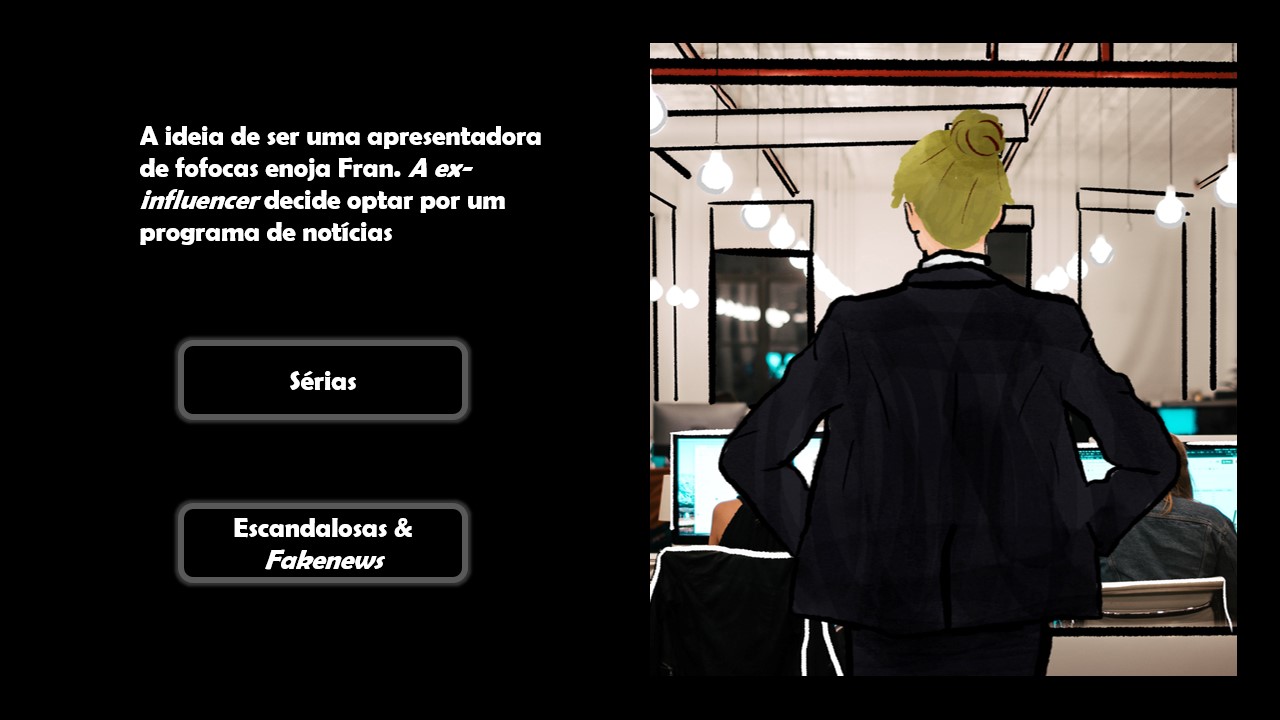 A ideia de ser uma apresentadora
de fofocas enoja Fran. A ex-
influencer decide optar por um
programa de notícias
Sérias
Escandalosas &
Fakenews